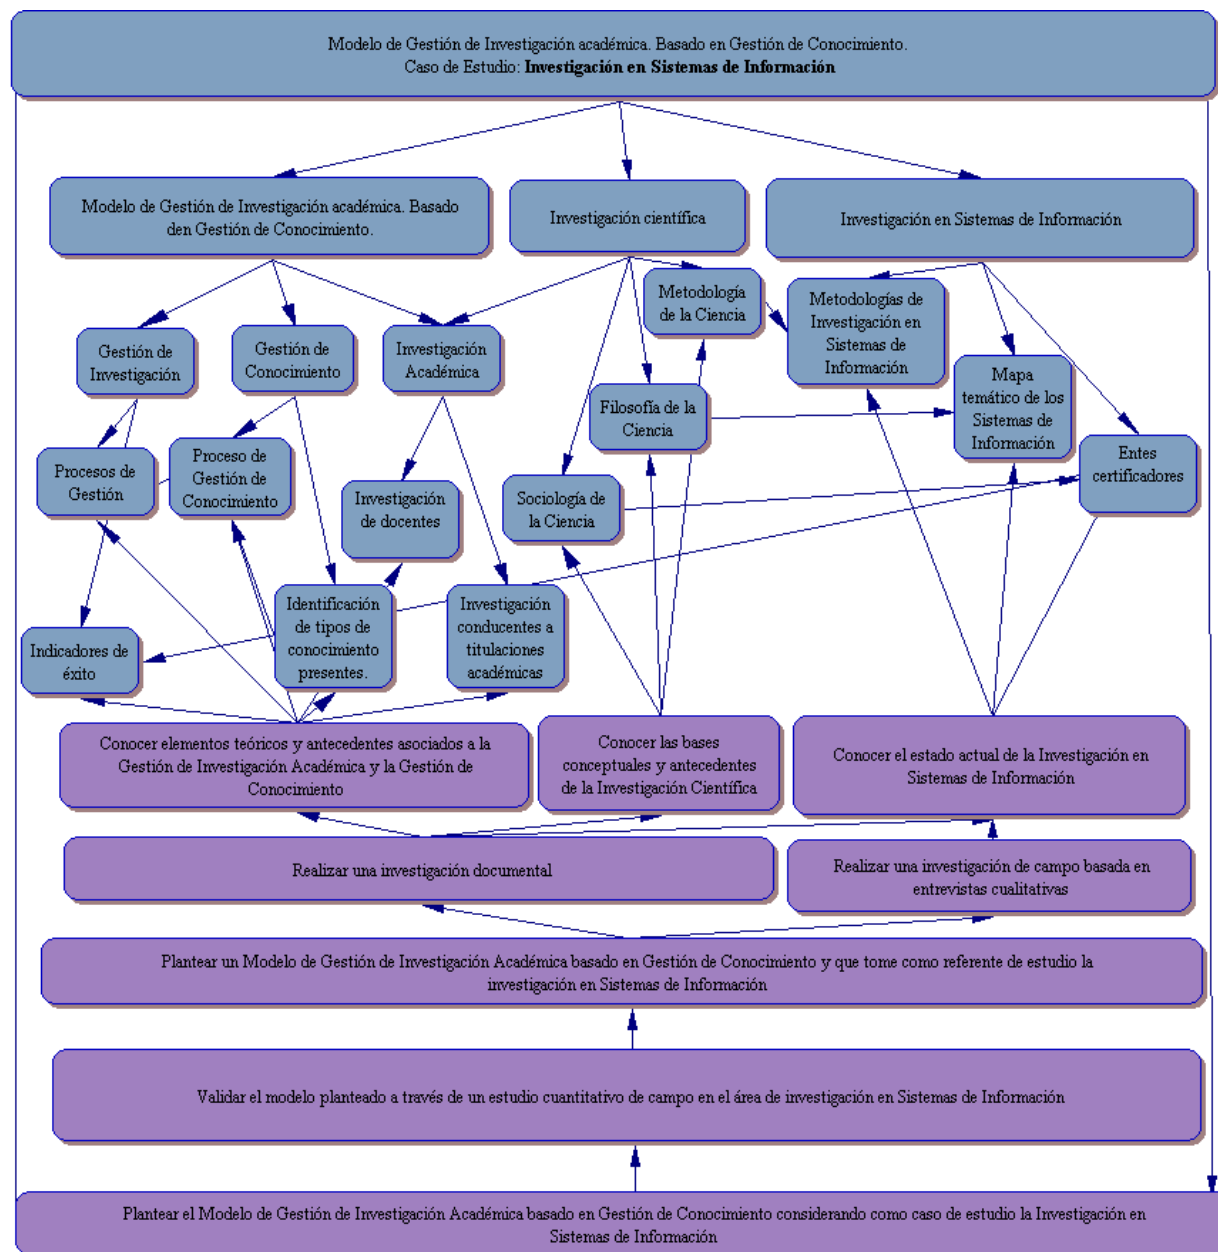 Modelo de Gestión de Investigación académica. Basado en Gestión de Conocimiento.
Caso de Estudio: Investigación en Sistemas de Información
Modelo de Gestión de Investigación académica. Basado
den Gestión de Conocimiento.
Investigación científica
Investigación en Sistemas de Información
Metodología
de la Ciencia
Metodologías de
Investigación en
Sistemas de
Información
Gestión de
Investigación
Gestión de
Conocimiento
Investigación
Académica
Mapa
temático de los
Sistemas de
Información
Filosofía de la
Ciencia
Procesos de
Gestión
Proceso de
Gestión de
Conocimiento
Entes
certificadores
Investigación
de docentes
Sociología de
la Ciencia
Identificación
de tipos de
conocimiento
presentes.
Investigación
conducentes a
titulaciones
académicas
Indicadores de
éxito
Conocer elementos teóricos y antecedentes asociados a la
Gestión de Investigación Académica y la Gestión de
Conocimiento
Conocer las bases
conceptuales y antecedentes
de la Investigación Científica
Conocer el estado actual de la Investigación en
Sistemas de Información
Realizar una investigación documental
Realizar una investigación de campo basada en
entrevistas cualitativas
Plantear un Modelo de Gestión de Investigación Académica basado en Gestión de Conocimiento y que tome como referente de estudio la
investigación en Sistemas de Información
Validar el modelo planteado a través de un estudio cuantitativo de campo en el área de investigación en Sistemas de Información
Plantear el Modelo de Gestión de Investigación Académica basado en Gestión de Conocimiento considerando como caso de estudio la Investigación en
Sistemas de Información